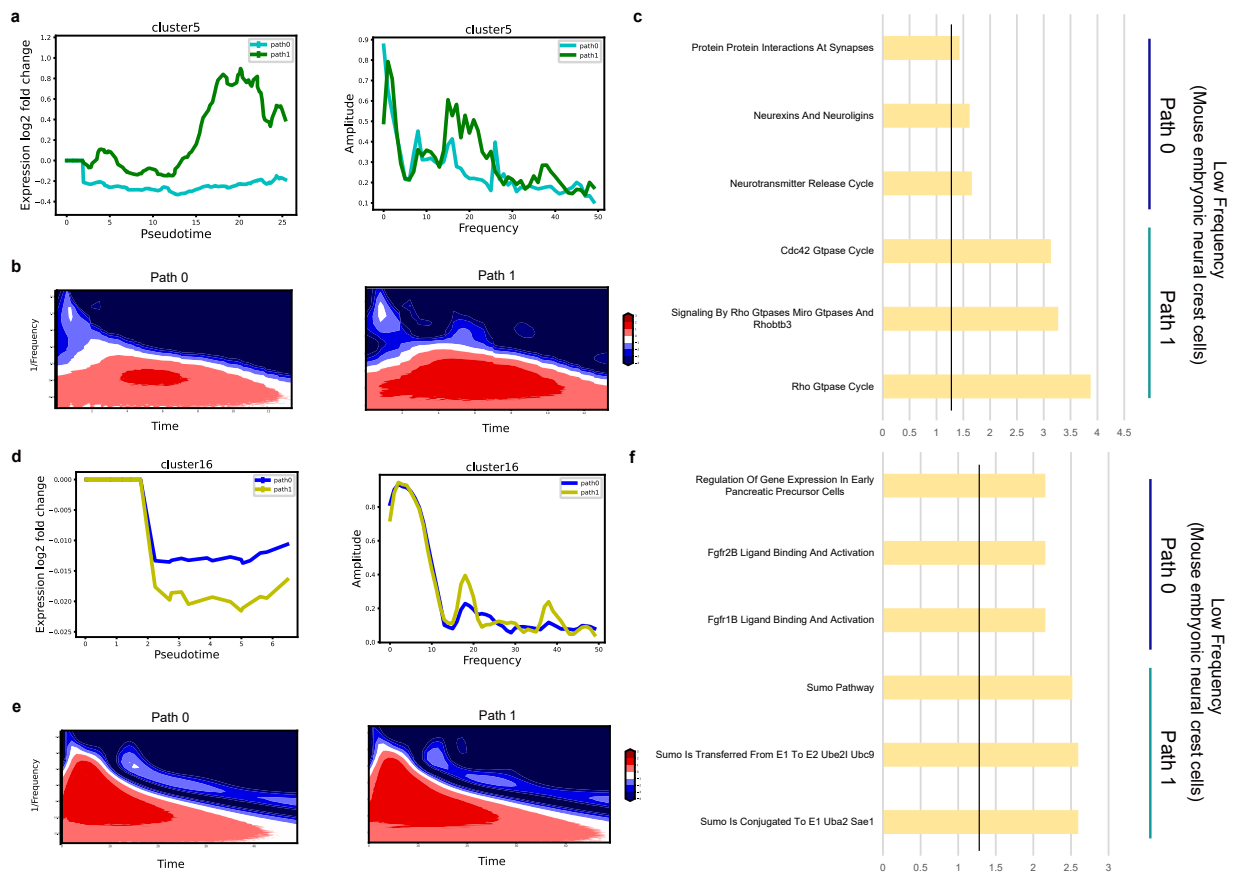 a
cluster5
Expression log2 fold change
1.2
1.0
0.8
0.6
0.4
0.2
0.0
−0.2
−0.4
0
5
10
15
20
25
Pseudotime
path0
path1
cluster5
Amplitude
0.9
0.8
0.7
0.6
0.5
0.4
0.3
0.2
0.1
0
10
20
30
40
50
Frequency
path0
path1
b
Path 0
1/Frequency
Time
Path 1
Time
c
Protein Protein Interactions At Synapses
Neurexins And Neuroligins
Neurotransmitter Release Cycle
Cdc42 Gtpase Cycle
Signaling By Rho Gtpases Miro Gtpases And
Rhobtb3
Rho Gtpase Cycle
0
0.5
1
1.5
2
2.5
3
3.5
4
4.5
Path 0
Path 1
Low Frequency
(Mouse embryonic neural crest cells)
d
cluster16
Expression log2 fold change
0.000
−0.005
−0.010
−0.015
−0.020
−0.025
0
1
2
3
4
5
6
Pseudotime
path0
path1
cluster16
Amplitude
0.8
0.6
0.4
0.2
0.0
0
10
20
30
40
50
Frequency
path0
path1
e
Path 0
1/Frequency
Time
Path 1
Time
f
Regulation Of Gene Expression In Early
Pancreatic Precursor Cells
Fgfr2B Ligand Binding And Activation
Fgfr1B Ligand Binding And Activation
Sumo Pathway
Sumo Is Transferred From E1 To E2 Ube2I Ubc9
Sumo Is Conjugated To E1 Uba2 Sae1
0
0.5
1
1.5
2
2.5
3
Path 0
Path 1
Low Frequency
(Mouse embryonic neural crest cells)